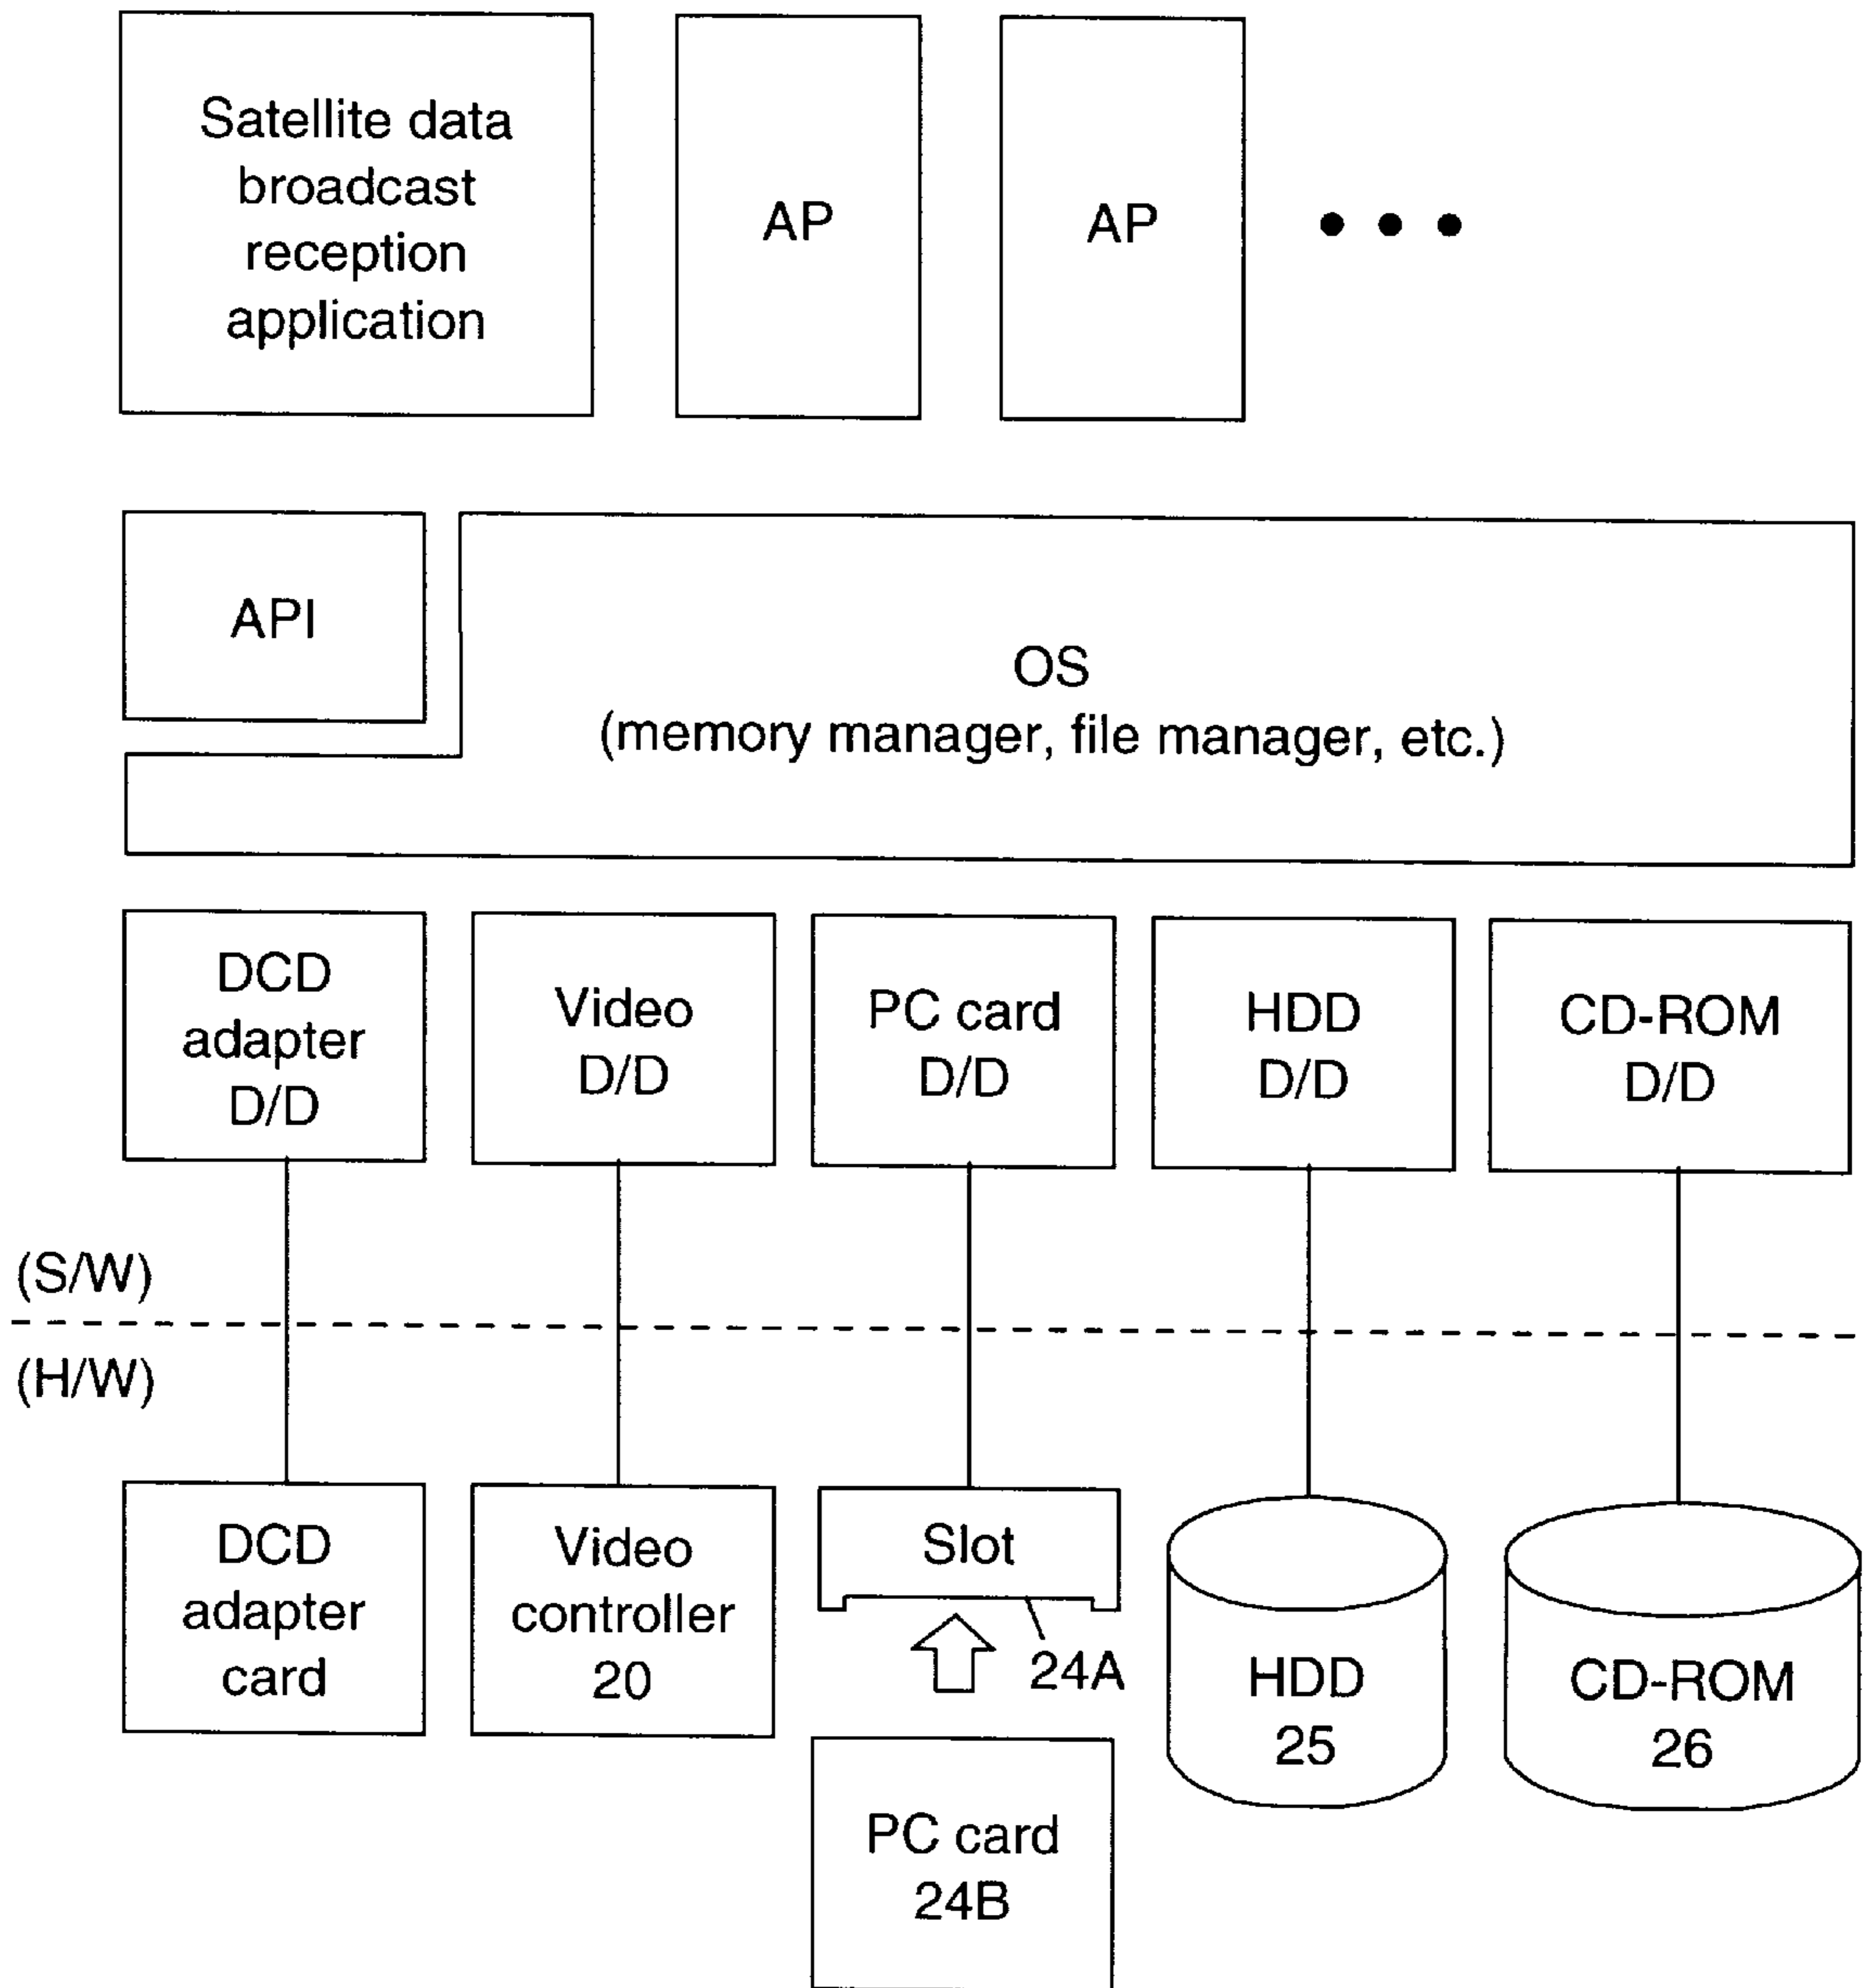 Satellite data
broadcast
reception
application
AP
AP
API
OS
(memory manager, file manager, etc.)
DCD
adapter
D/D
Video
D/D
PC card
D/D
HDD
D/D
CD-ROM
D/D
(S/W)
(H/W)
DCD
adapter
card
Video
controller
20
Slot
24A
HDD
25
CD-ROM
26
PC card
24B